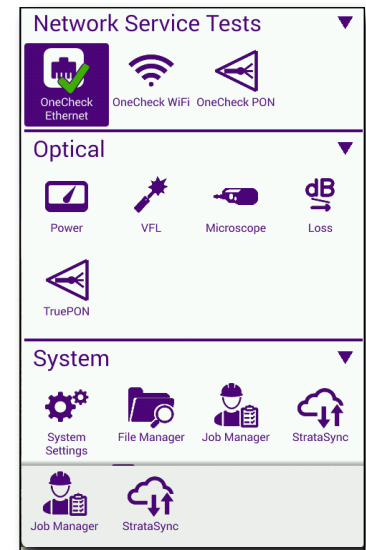 Network Service Tests
OneCheck
Ethernet
OneCheck WiFi
OneCheck PON
Optical
dB
Power
VFL
Microscope
Loss
TruePON
System
System
Settings
File Manager
Job Manager
StrataSync
Job Manager
StrataSync